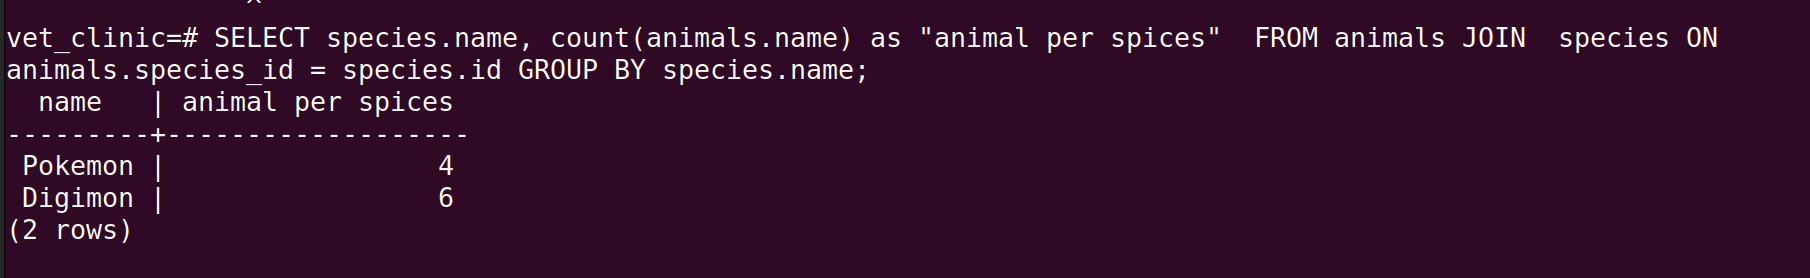 vet_clinic=# SELECT species.name, count(animals.name) as "animal per spices"  FROM animals JOIN  species ON
animals.species_id = species.id GROUP BY species.name;
  name   | animal per spices
---------+-------------------
 Pokemon |                 4
 Digimon |                 6
(2 rows)